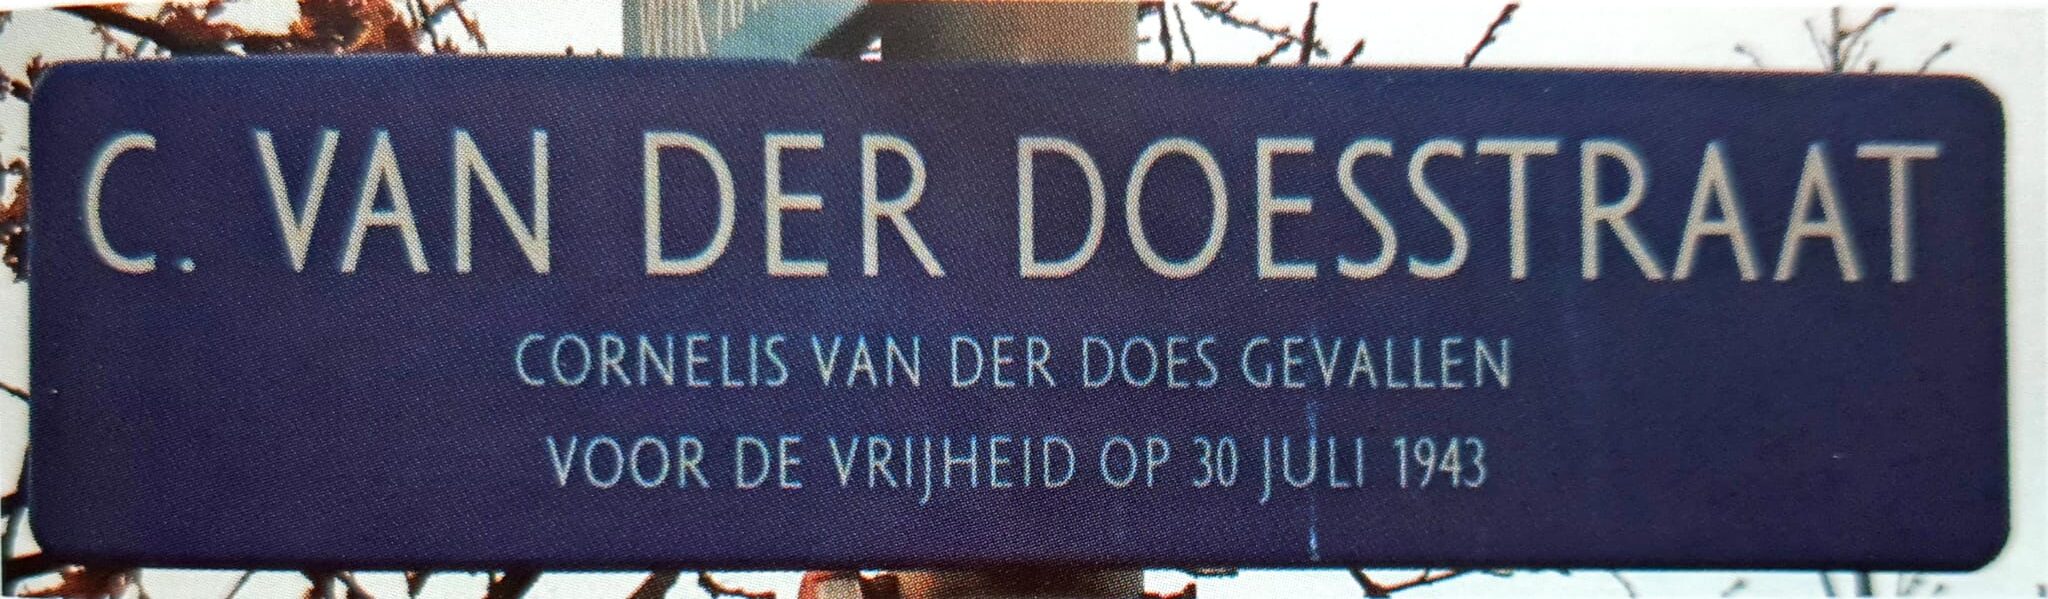 C. VAN DER DOESSTRAAT
CORNELIS VAN DER DOES GEVALLEN
VOOR DE VRIJHEID OP 30 JULI 1943